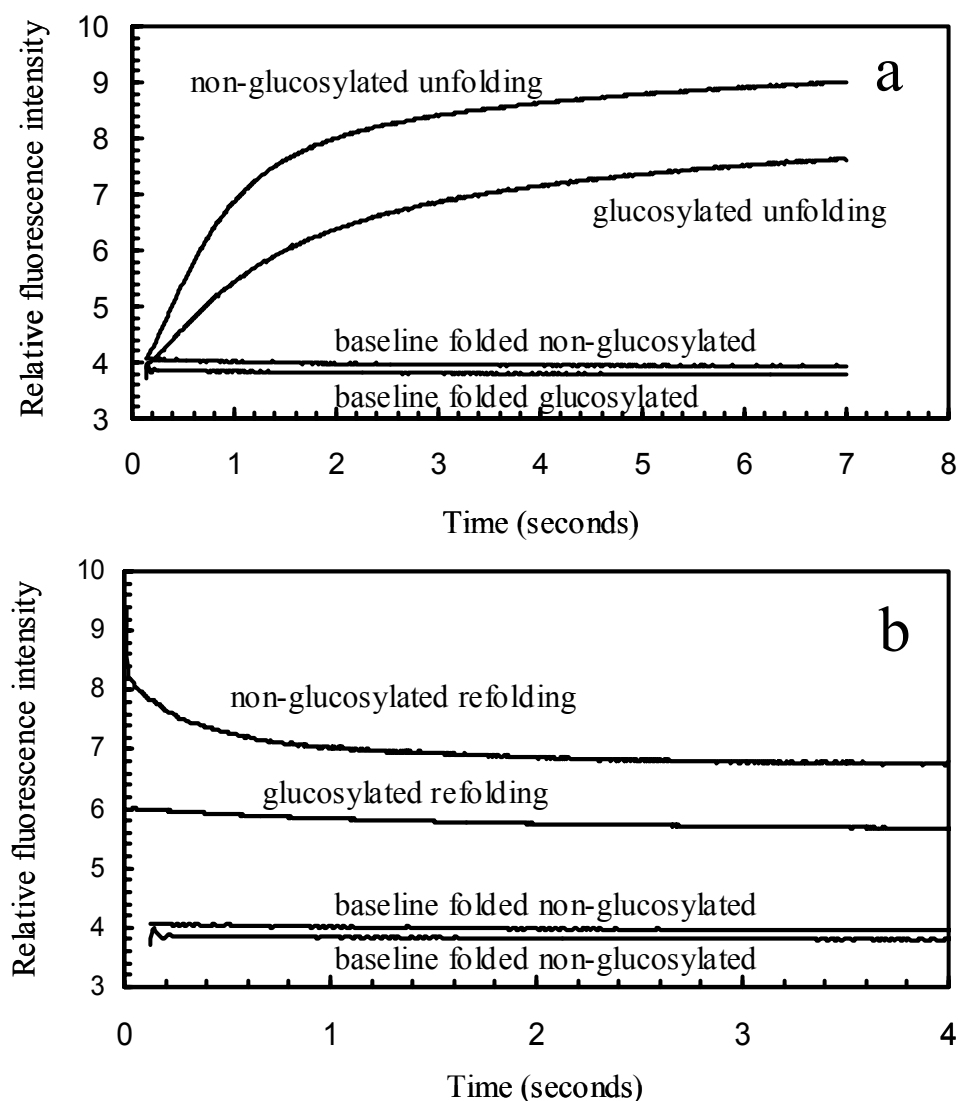 Relative fluorescence intensity
10
9
8
7
6
5
4
3
a
non-glucosylated unfolding
glucosylated unfolding
baseline folded non-glucosylated
baseline folded glucosylated
0 1 2 3 4 5 6 7 8
Time (seconds)
Relative fluorescence intensity
10
9
8
7
6
5
4
3
b
non-glucosylated refolding
glucosylated refolding
baseline folded non-glucosylated
baseline folded non-glucosylated
0 1 2 3 4
Time (seconds)